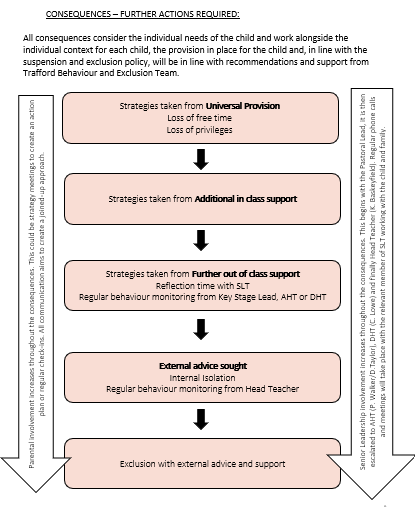 CONSEQUENCES – FURTHER ACTIONS REQUIRED:
All consequences consider the individual needs of the child and work alongside the
individual context for each child, the provision in place for the child and, in line with the
suspension and exclusion policy, will be in line with recommendations and support from
Trafford Behaviour and Exclusion Team.
Parental involvement increases throughout the consequences. This could be strategy meetings to create an action
plan or regular check-ins. All communication aims to create a joined-up approach.
Strategies taken from Universal Provision
Loss of free time
Loss of privileges
Strategies taken from Additional in class support
Strategies taken from Further out of class support
Reflection time with SLT
Regular behaviour monitoring from Key Stage Lead, AHT or DHT
External advice sought
Internal Isolation
Regular behaviour monitoring from Head Teacher
Exclusion with external advice and support
Senior Leadership involvement increases throughout the consequences. This begins with the Pastoral Lead, it is then
escalated to AHT (P. Walker/D.Taylor), DHT (C. Lowe) and finally Head Teacher (K. Baskeyfield). Regular phone calls
and meetings will take place with the relevant member of SLT working with the child and family.